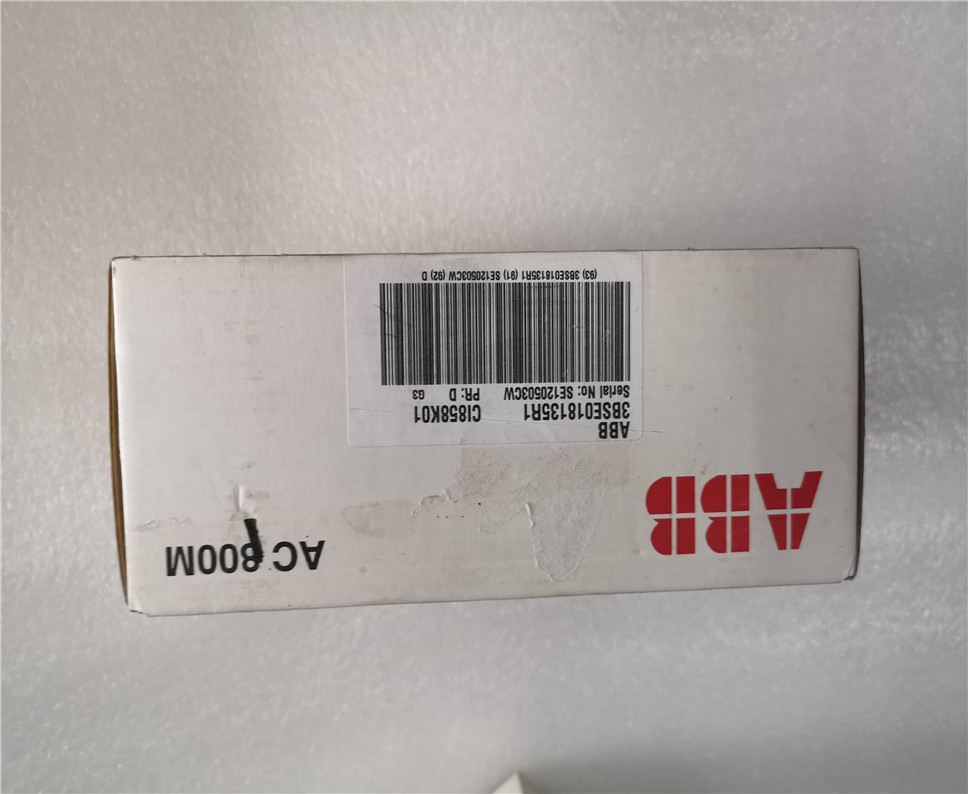 ABB
AC 800M
ABB
3BSE018135R1 CI858K01
Serial No: SE120503CW PR: D G3
(93) 3BSE018135R1 (91) SE120503CW (92) D